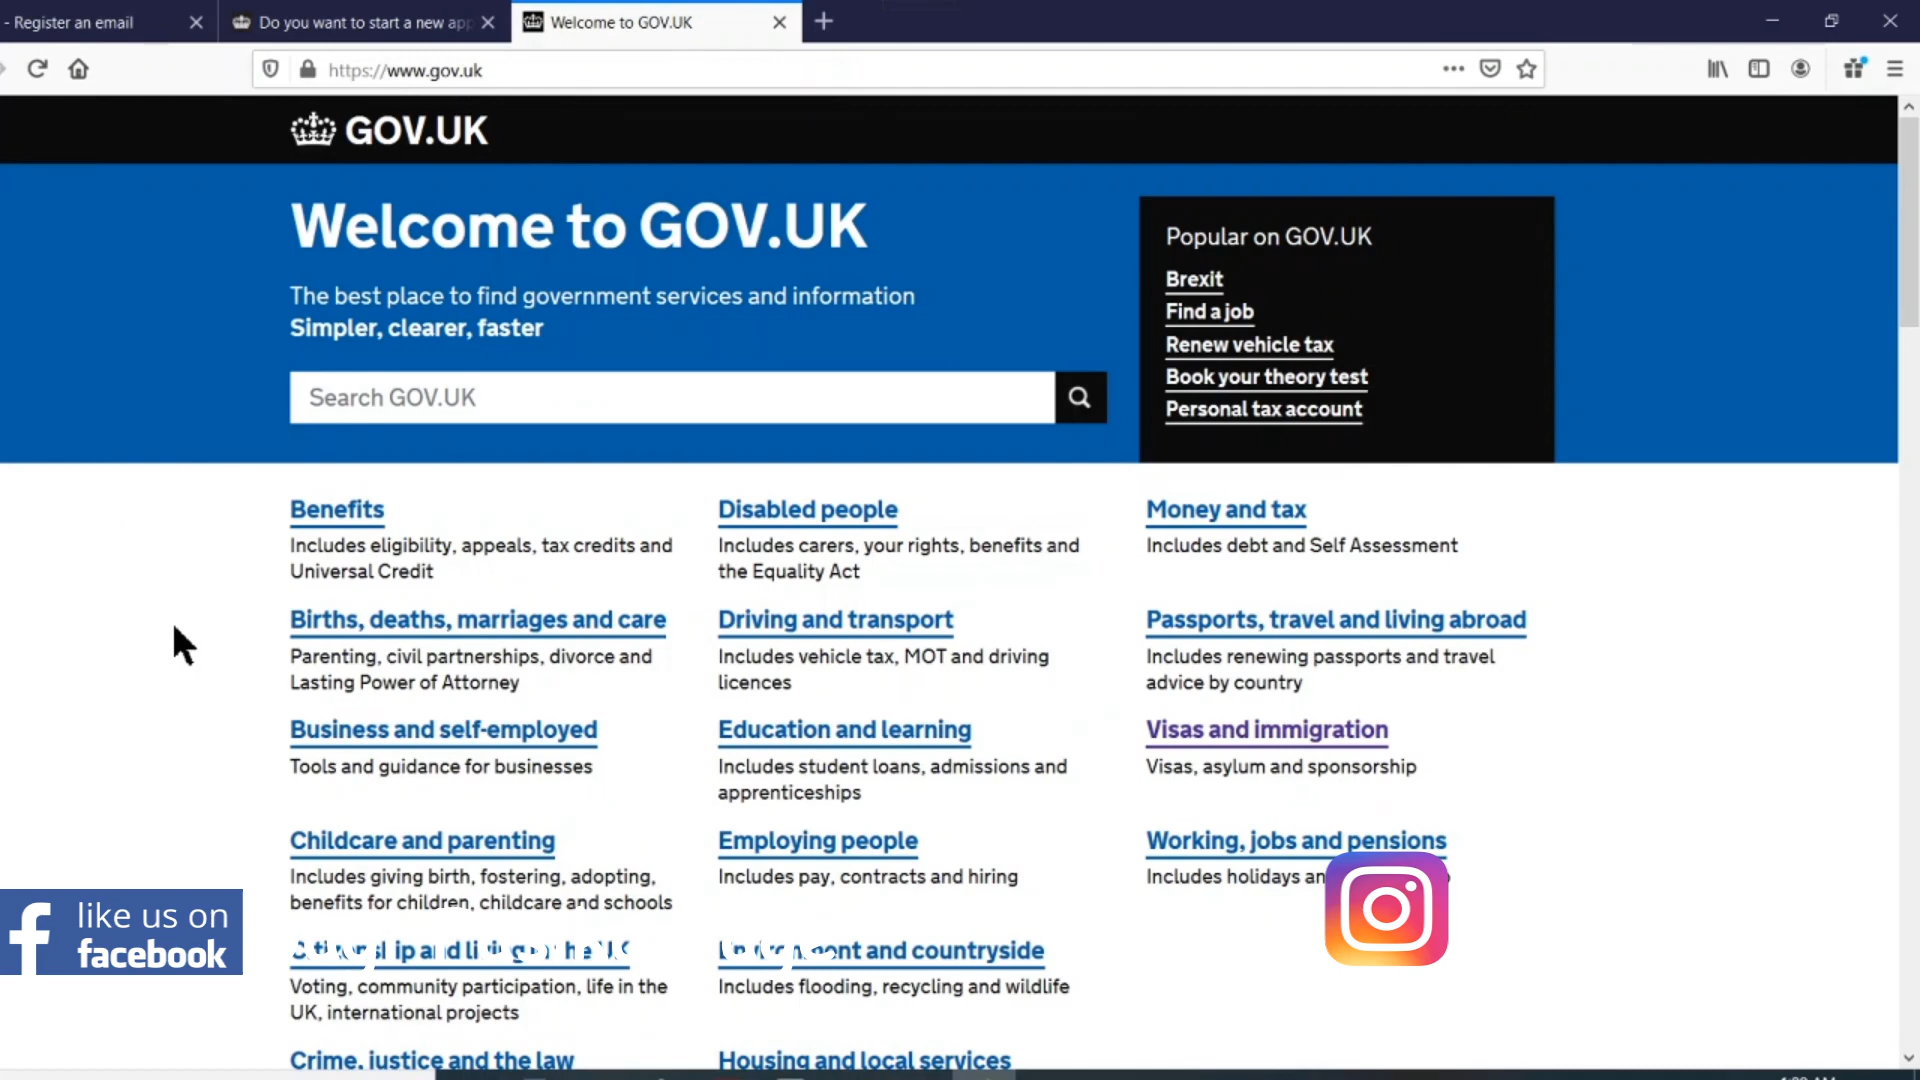 - Register an email
Do you want to start a new app
Welcome to GOV.UK
https://www.gov.uk
GOV.UK
Welcome to GOV.UK
The best place to find government services and information
Simpler, clearer, faster
Search GOV.UK
Popular on GOV.UK
Brexit
Find a job
Renew vehicle tax
Book your theory test
Personal tax account
Benefits
Includes eligibility, appeals, tax credits and
Universal Credit
Births, deaths, marriages and care
Parenting, civil partnerships, divorce and
Lasting Power of Attorney
Business and self-employed
Tools and guidance for businesses
Childcare and parenting
Includes giving birth, fostering, adopting,
benefits for children, childcare and schools
and living
Voting, community participation, life in the
UK, international projects
Crime, justice and the law
Disabled people
Includes carers, your rights, benefits and
the Equality Act
Driving and transport
Includes vehicle tax, MOT and driving
licences
Education and learning
Includes student loans, admissions and
apprenticeships
Employing people
Includes pay, contracts and hiring
and countryside
Includes flooding, recycling and wildlife
Housing and local services
Money and tax
Includes debt and Self Assessment
Passports, travel and living abroad
Includes renewing passports and travel
advice by country
Visas and immigration
Visas, asylum and sponsorship
Working, jobs and pensions
Includes holidays
like us on
facebook